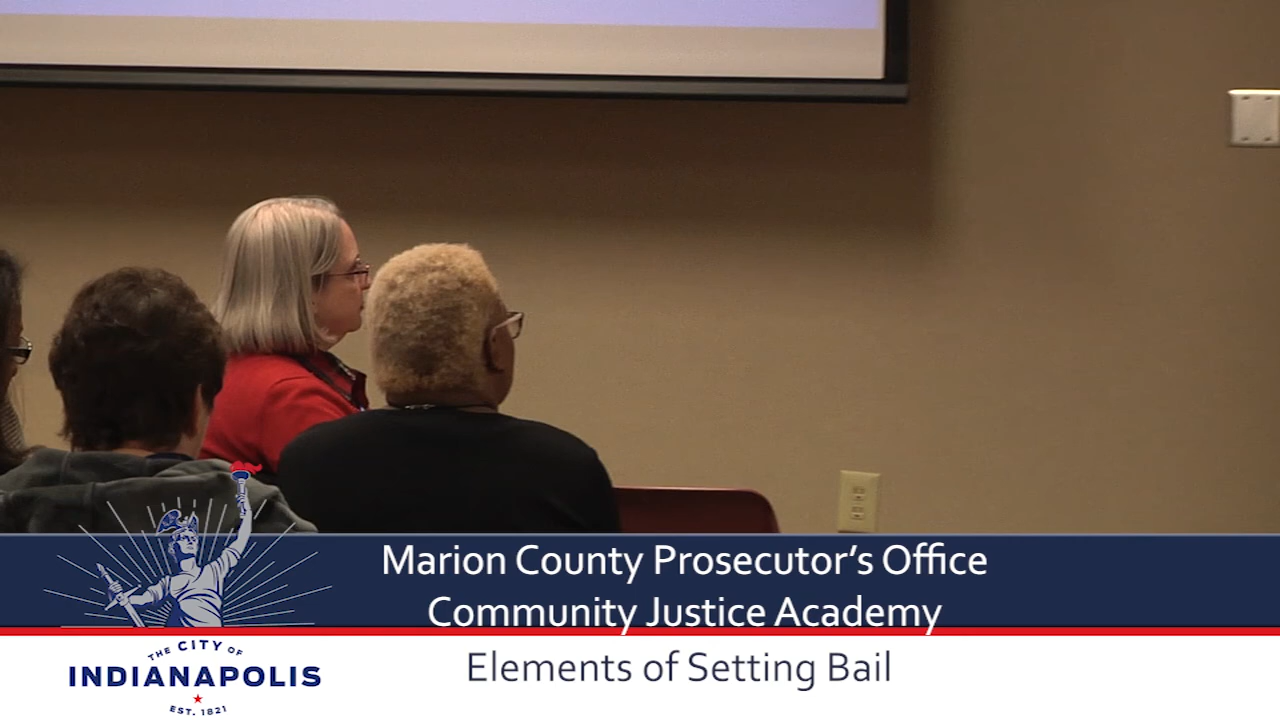 Marion County Prosecutor's Office
Community Justice Academy
Elements of Setting Bail
THE CITY OF
INDIANAPOLIS
EST. 1821